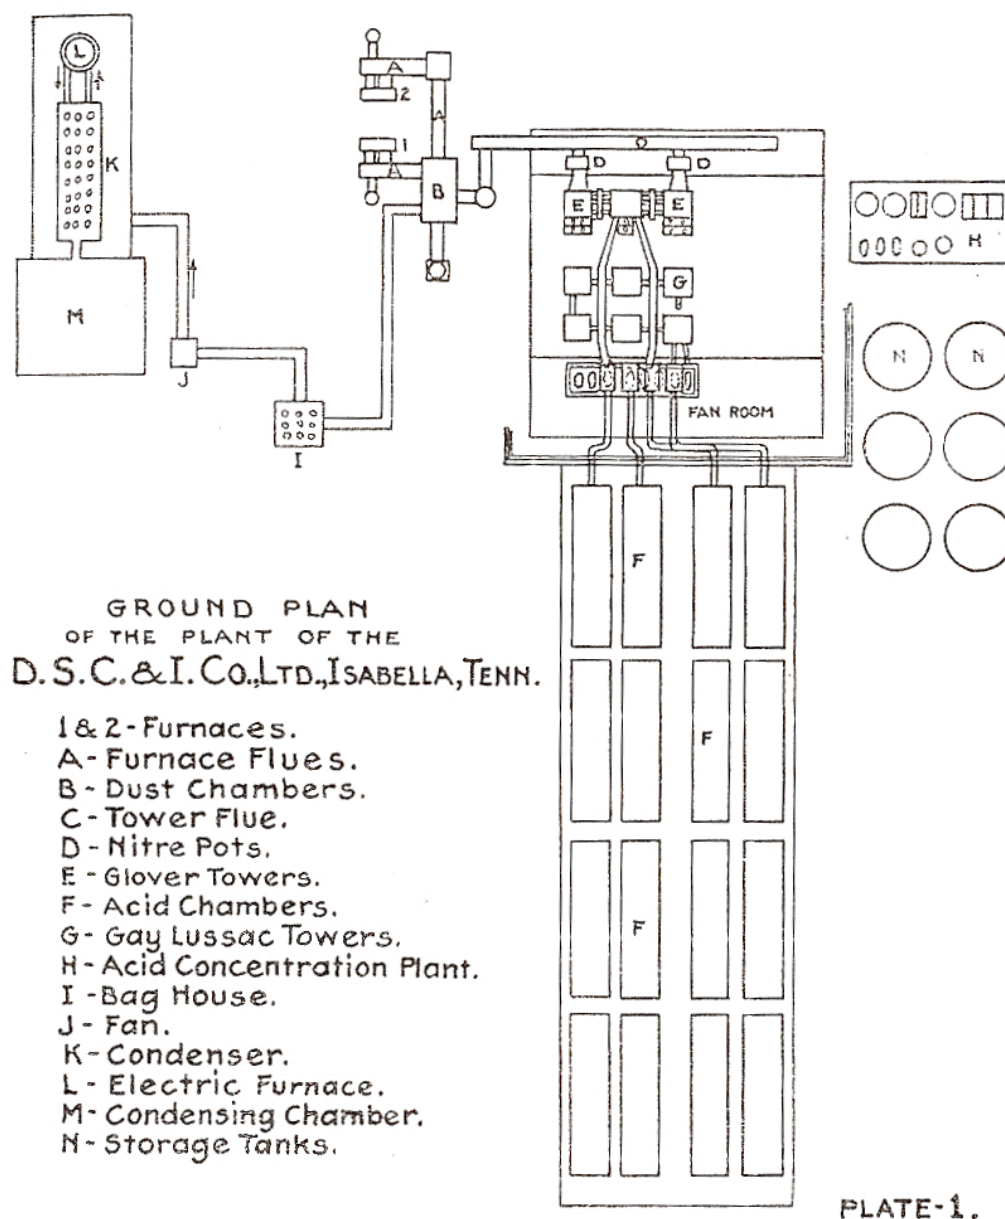 L
K
M
J
I
A
2
A
1
A
B
D
D
E
E
G
H
N
N
FAN ROOM
F
F
F
GROUND PLAN
OF THE PLANT OF THE
D.S.C.&I.CO.,LTD.,ISABELLA,TENN.
1&2-Furnaces.
A-Furnace Flues.
B-Dust Chambers.
C-Tower Flue.
D-Nitre Pots.
E-Glover Towers.
F-Acid Chambers.
G-Gay Lussac Towers.
H-Acid Concentration Plant.
I-Bag House.
J-Fan.
K-Condenser.
L-Electric Furnace.
M-Condensing Chamber.
N-Storage Tanks.
PLATE-1.